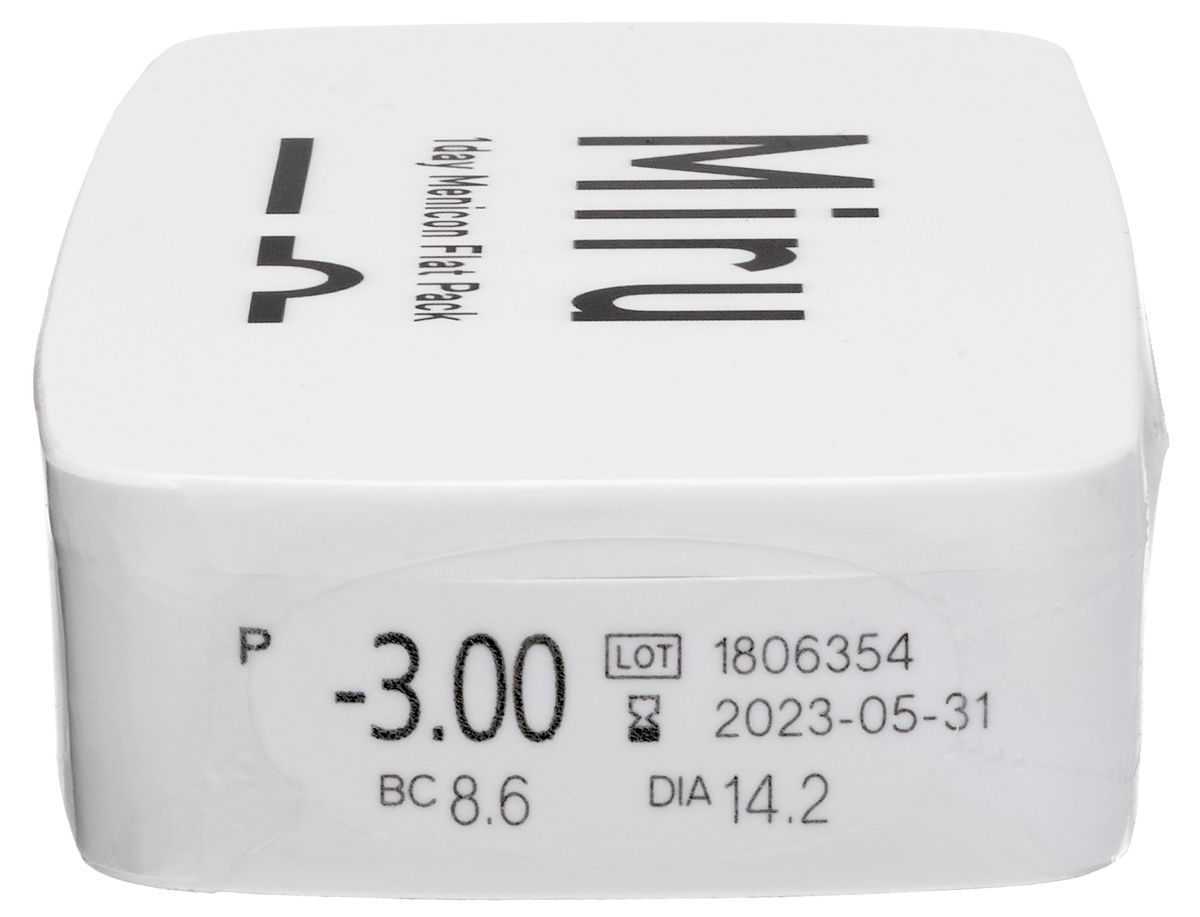 Miru
1day Menicon Flat Pack
P
-3.00
LOT 1806354
2023-05-31
BC 8.6
DIA 14.2